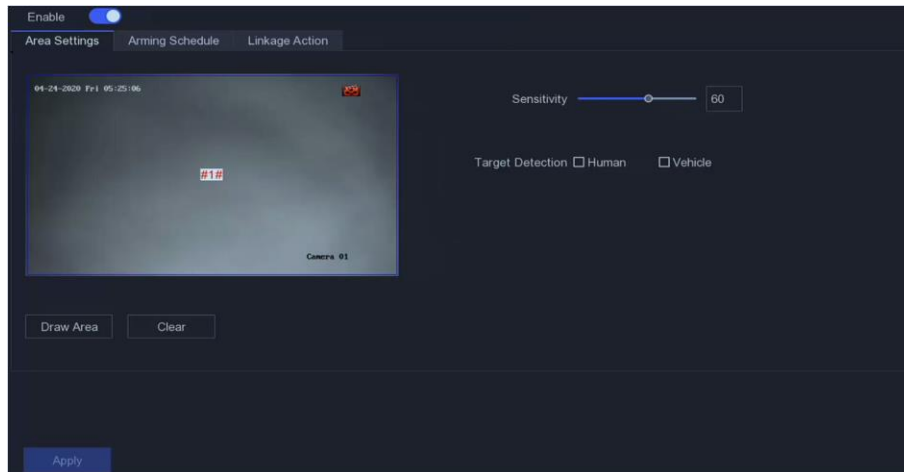 Enable
Area Settings Arming Schedule Linkage Action
04-24-2020 Fri 05:25:06
Sensitivity 60
Target Detection Human Vehicle
#1#
Camera 01
Draw Area Clear
Apply